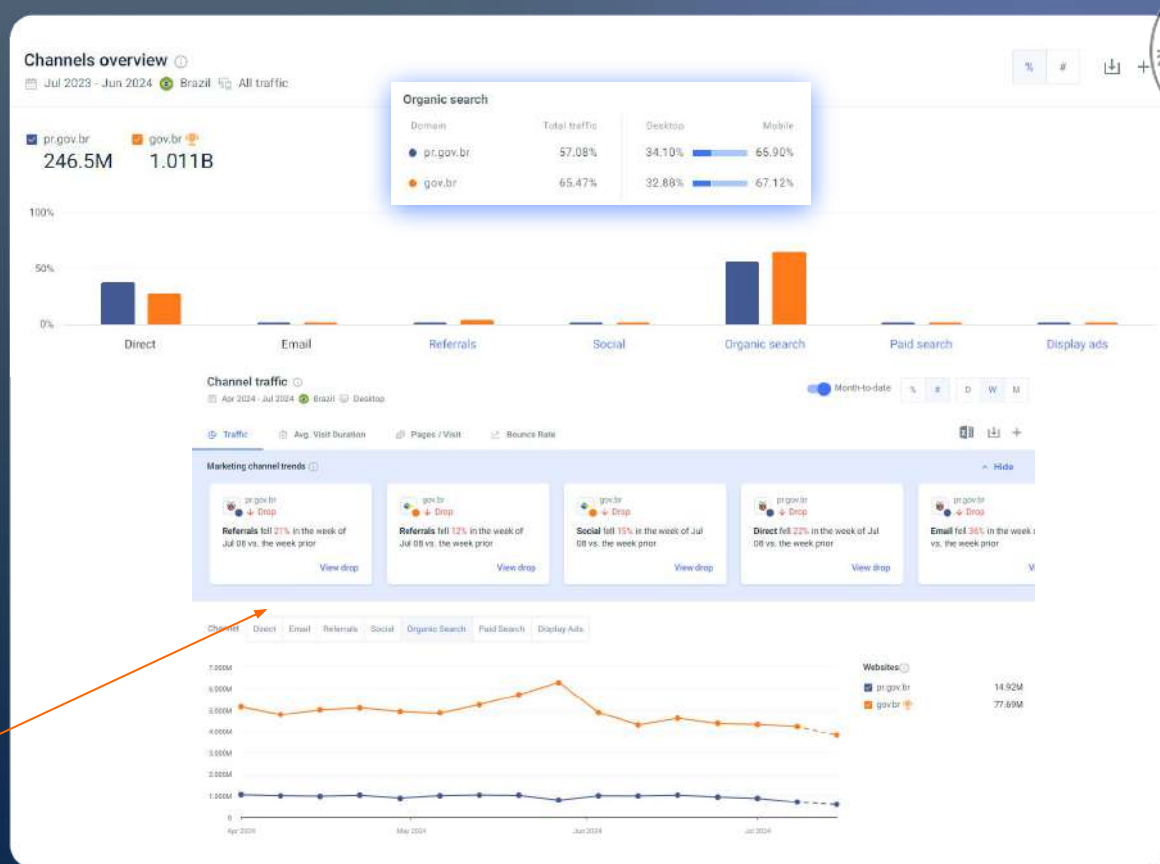 Channels overview
Jul 2023 - Jun 2024 Brazil All traffic
% #
pr.gov.br gov.br
246.5M 1.011B
Organic search
Domain Total traffic Desktop Mobile
pr.gov.br 57.08% 34.10% 65.90%
gov.br 65.47% 32.88% 67.12%
100%
50%
0%
Direct Email Referrals Social Organic search Paid search Display ads
Channel traffic
Apr 2024 - Jul 2024 Brazil Desktop
Month-to-date % # D W M
Traffic Avg. Visit Duration Pages / Visit Bounce Rate
Marketing channel trends
Hide
pr.gov.br
Drop
Referrals fell 21% in the week of
Jul 08 vs. the week prior
View drop
gov.br
Drop
Referrals fell 12% in the week of
Jul 08 vs. the week prior
View drop
gov.br
Drop
Social fell 15% in the week of Jul
08 vs. the week prior
View drop
pr.gov.br
Drop
Direct fell 22% in the week of Jul
08 vs. the week prior
View drop
pr.gov.br
Drop
Email fell 36% in the week
vs. the week prior
Channel Direct Email Referrals Social Organic Search Paid Search Display Ads
7.000M
6.000M
5.000M
4.000M
3.000M
2.000M
1.000M
0
Apr 2024 May 2024 Jun 2024 Jul 2024
Websites
pr.gov.br 14.92M
gov.br 77.69M